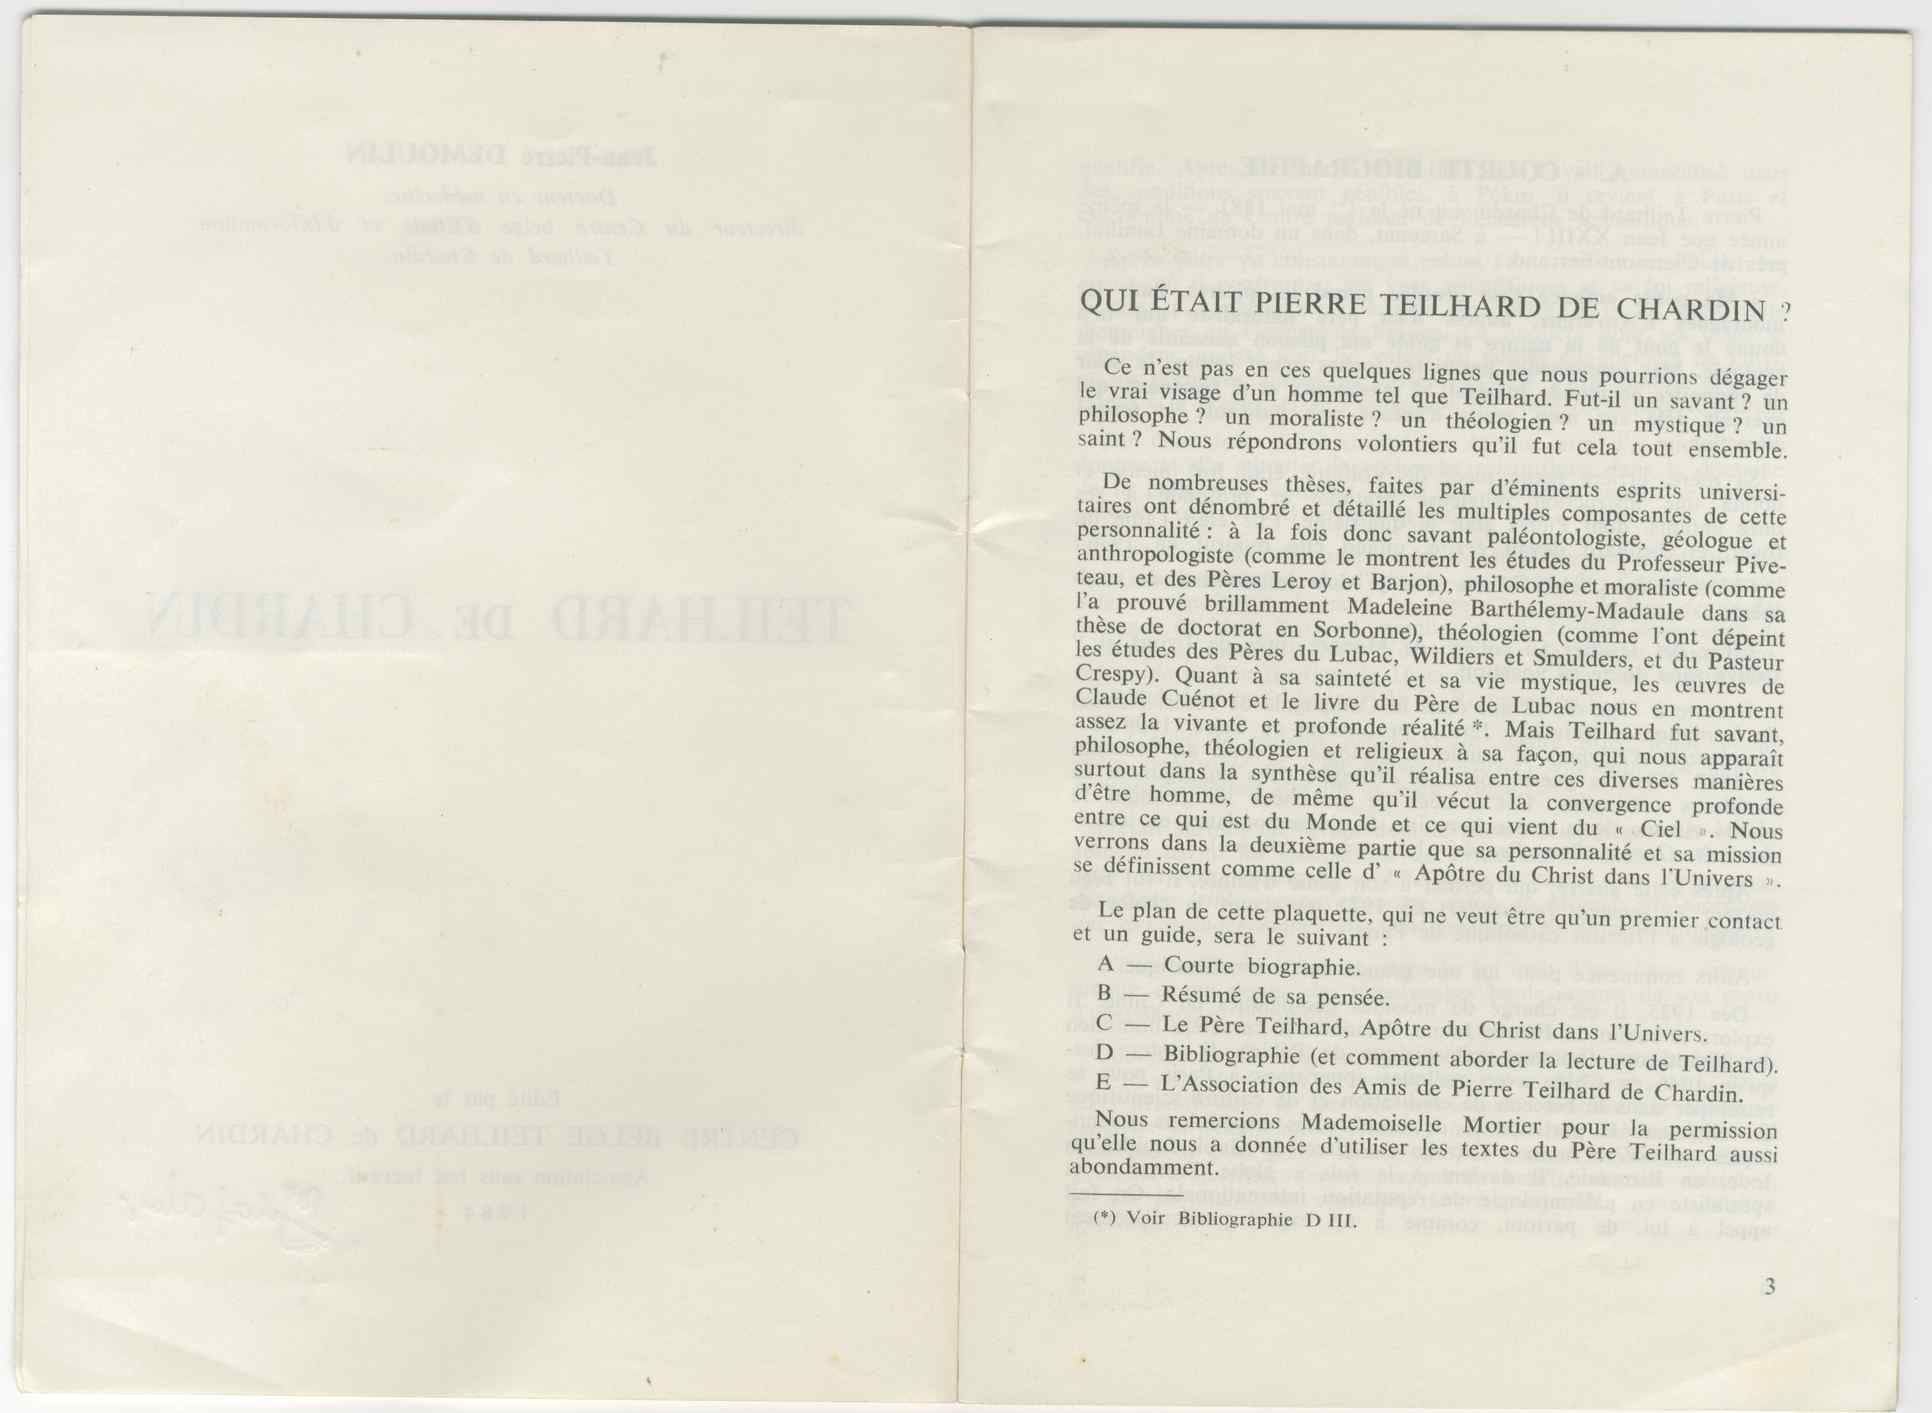 QUI ÉTAIT PIERRE TEILHARD DE CHARDIN ?
Ce n'est pas en ces quelques lignes que nous pourrions dégager
le vrai visage d'un homme tel que Teilhard. Fut-il un savant ? un
philosophe ? un moraliste ? un théologien ? un mystique ? un
saint ? Nous répondrons volontiers qu'il fut cela tout ensemble.
De nombreuses thèses, faites par d'éminents esprits universi-
taires ont dénombré et détaillé les multiples composantes de cette
personnalité : à la fois donc savant paléontologiste, géologue et
anthropologiste (comme le montrent les études du Professeur Pive-
teau, et des Pères Leroy et Barjon), philosophe et moraliste (comme
l'a prouvé brillamment Madeleine Barthélemy-Madaule dans sa
thèse de doctorat en Sorbonne), théologien (comme l'ont dépeint
les études des Pères du Lubac, Wildiers et Smulders, et du Pasteur
Crespy). Quant à sa sainteté et sa vie mystique, les œuvres de
Claude Cuénot et le livre du Père de Lubac nous en montrent
assez la vivante et profonde réalité *. Mais Teilhard fut savant,
philosophe, théologien et religieux à sa façon, qui nous apparaît
surtout dans la synthèse qu'il réalisa entre ces diverses manières
d'être homme, de même qu'il vécut la convergence profonde
entre ce qui est du Monde et ce qui vient du « Ciel ». Nous
verrons dans la deuxième partie que sa personnalité et sa mission
se définissent comme celle d' « Apôtre du Christ dans l'Univers ».
Le plan de cette plaquette, qui ne veut être qu'un premier contact
et un guide, sera le suivant :
A — Courte biographie.
B — Résumé de sa pensée.
C — Le Père Teilhard, Apôtre du Christ dans l'Univers.
D — Bibliographie (et comment aborder la lecture de Teilhard).
E — L'Association des Amis de Pierre Teilhard de Chardin.
Nous remercions Mademoiselle Mortier pour la permission
qu'elle nous a donnée d'utiliser les textes du Père Teilhard aussi
abondamment.
(*) Voir Bibliographie D III.
3